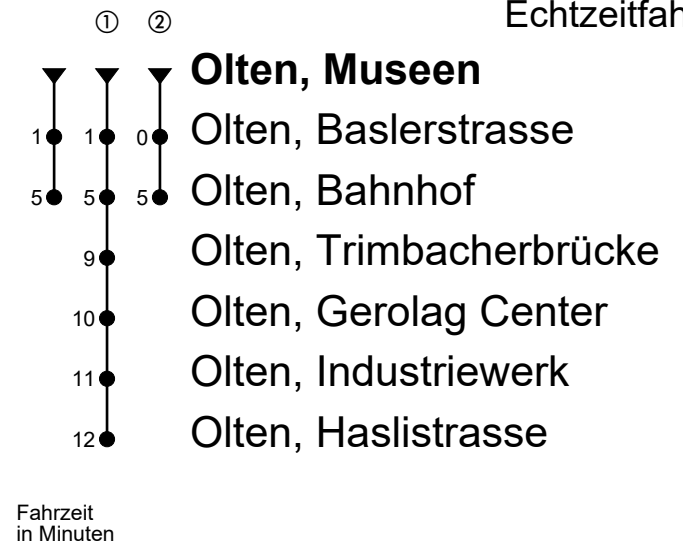 Echtzeitfah
① ②
Olten, Museen
1 1 0 Olten, Baslerstrasse
5 5 5 Olten, Bahnhof
9 Olten, Trimbacherbrücke
10 Olten, Gerolag Center
11 Olten, Industriewerk
12 Olten, Haslistrasse
Fahrzeit
in Minuten